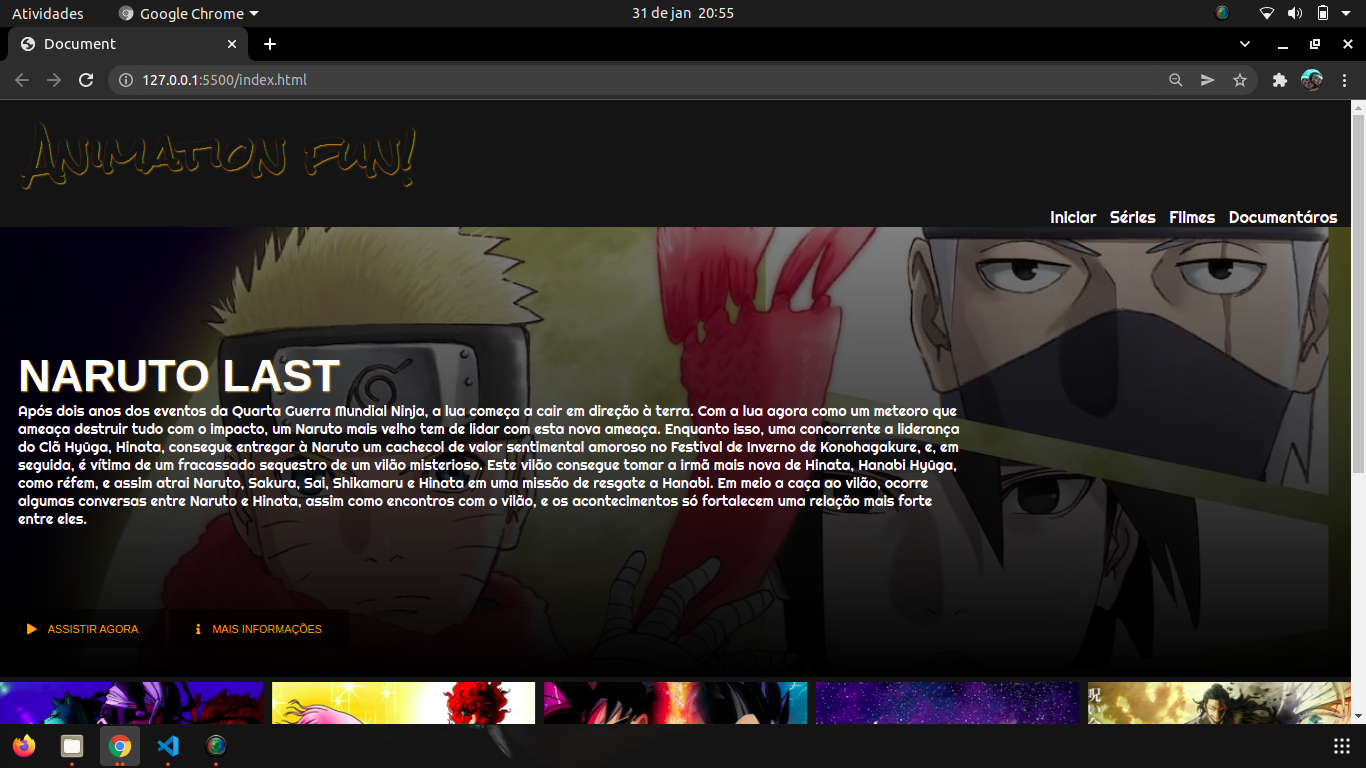 Atividades
Google Chrome
31 de jan 20:55
Document
127.0.0.1:5500/index.html
Animation fun!
Iniciar Séries Filmes Documentáros
NARUTO LAST
Após dois anos dos eventos da Quarta Guerra Mundial Ninja, a lua começa a cair em direção à terra. Com a lua agora como um meteoro que
ameaça destruir tudo com o impacto, um Naruto mais velho tem de lidar com esta nova ameaça. Enquanto isso, uma concorrente a liderança
do Clã Hyūga, Hinata, consegue entregar à Naruto um cachecol de valor sentimental amoroso no Festival de Inverno de Konohagakure, e, em
seguida, é vítima de um fracassado sequestro de um vilão misterioso. Este vilão consegue tomar a irmã mais nova de Hinata, Hanabi Hyūga,
como réfem, e assim atrai Naruto, Sakura, Sai, Shikamaru e Hinata em uma missão de resgate a Hanabi. Em meio a caça ao vilão, ocorre
algumas conversas entre Naruto e Hinata, assim como encontros com o vilão, e os acontecimentos só fortalecem uma relação mais forte
entre eles.
ASSISTIR AGORA
MAIS INFORMAÇÕES
呪